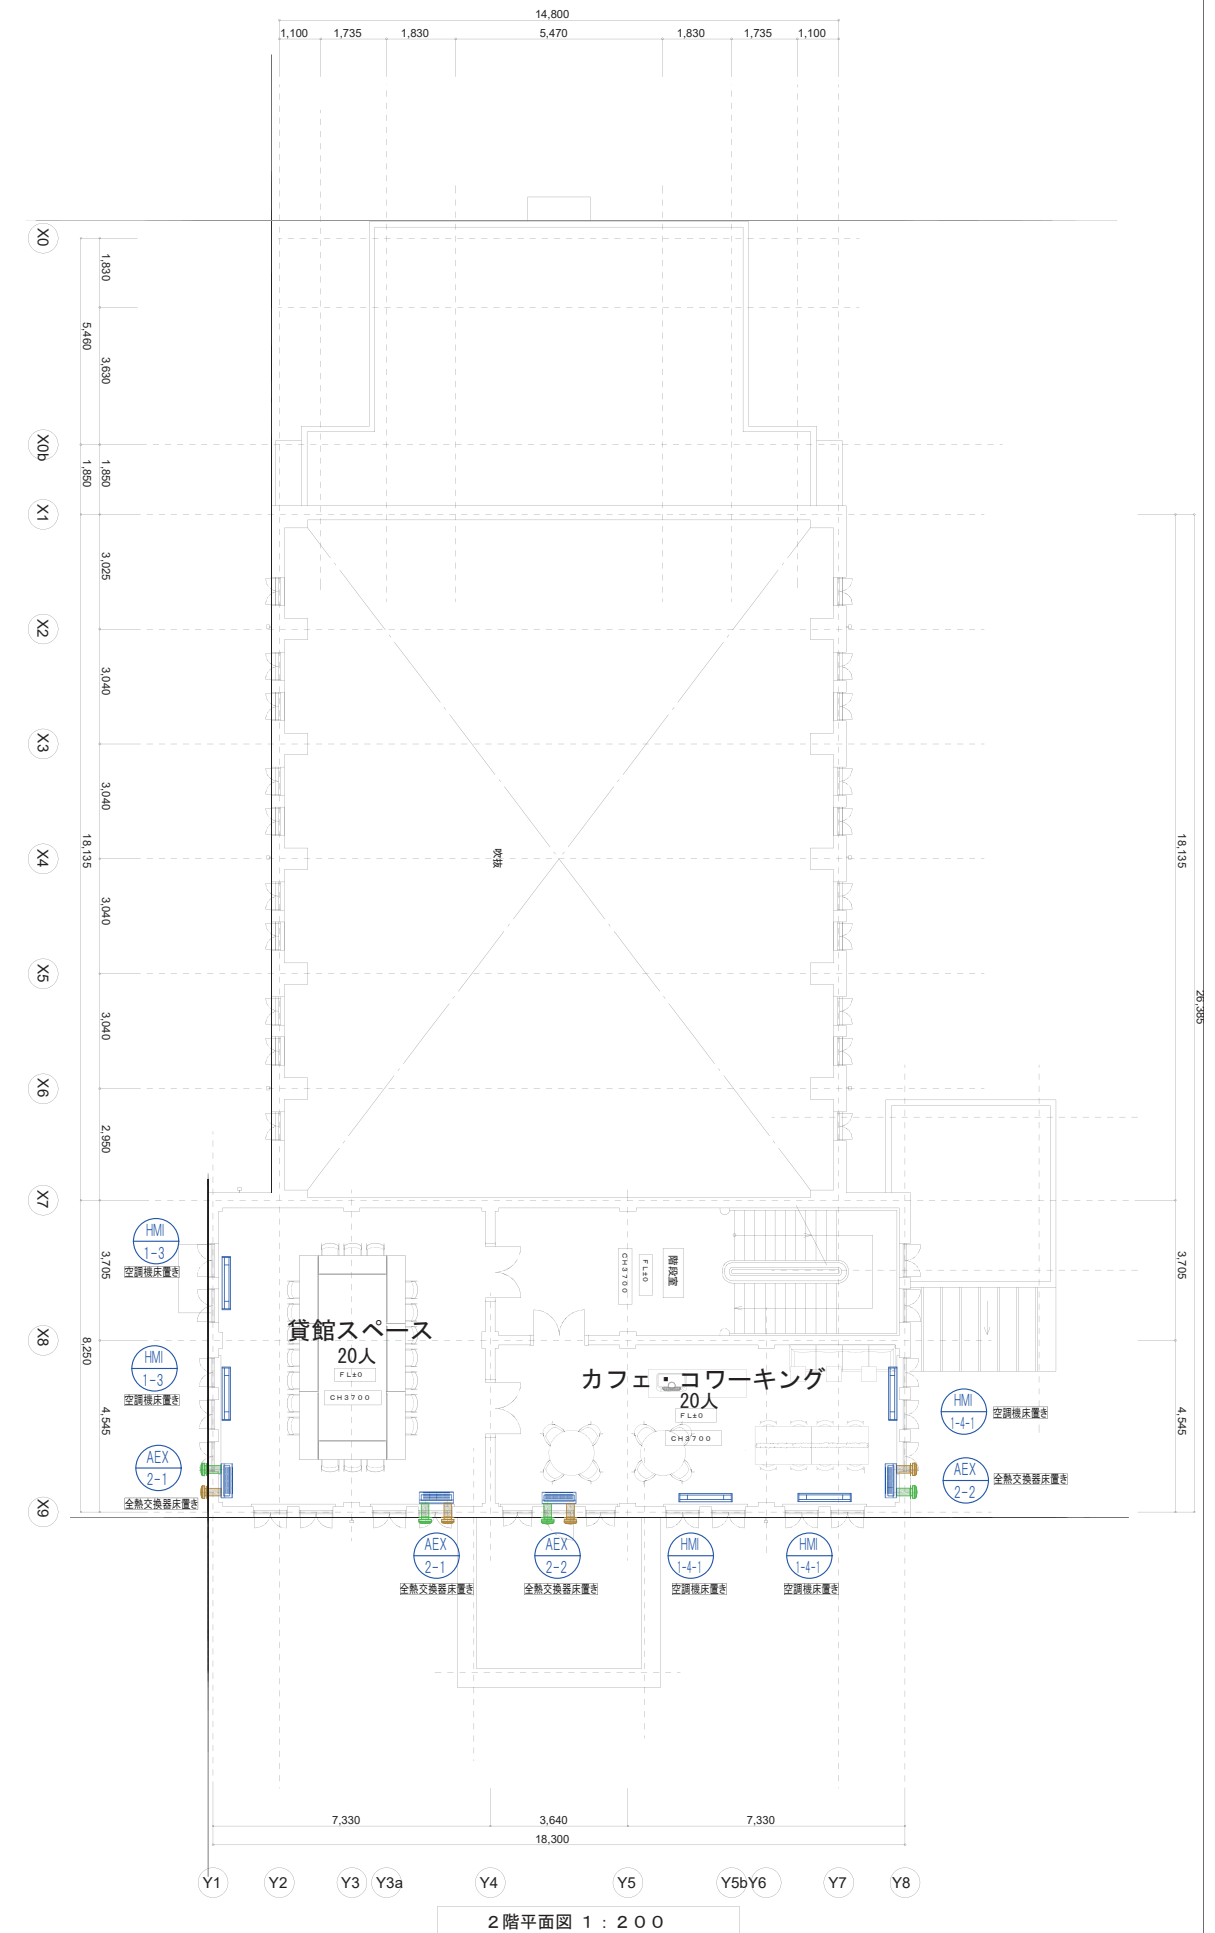 14,800
1,100
1,735
1,830
5,470
1,830
1,735
1,100
X0
1,830
5,460
3,630
X0b
1,850
1,850
X1
3,025
X2
3,040
X3
3,040
18,135
18,135
X4
吹抜
3,040
X5
26,385
3,040
X6
2,950
X7
HMI
1-3
空調機床置き
3,705
階段室
FL±0
CH3700
3,705
X8
8,250
貸館スペース
20人
FL±0
CH3700
HMI
1-3
空調機床置き
カフェ・コワーキング
20人
FL±0
CH3700
HMI
1-4-1
空調機床置き
4,545
4,545
AEX
2-1
全熱交換器床置き
AEX
2-2
全熱交換器床置き
X9
AEX
2-1
全熱交換器床置き
AEX
2-2
全熱交換器床置き
HMI
1-4-1
空調機床置き
HMI
1-4-1
空調機床置き
7,330
3,640
7,330
18,300
Y1
Y2
Y3
Y3a
Y4
Y5
Y5b
Y6
Y7
Y8
2階平面図 1：200